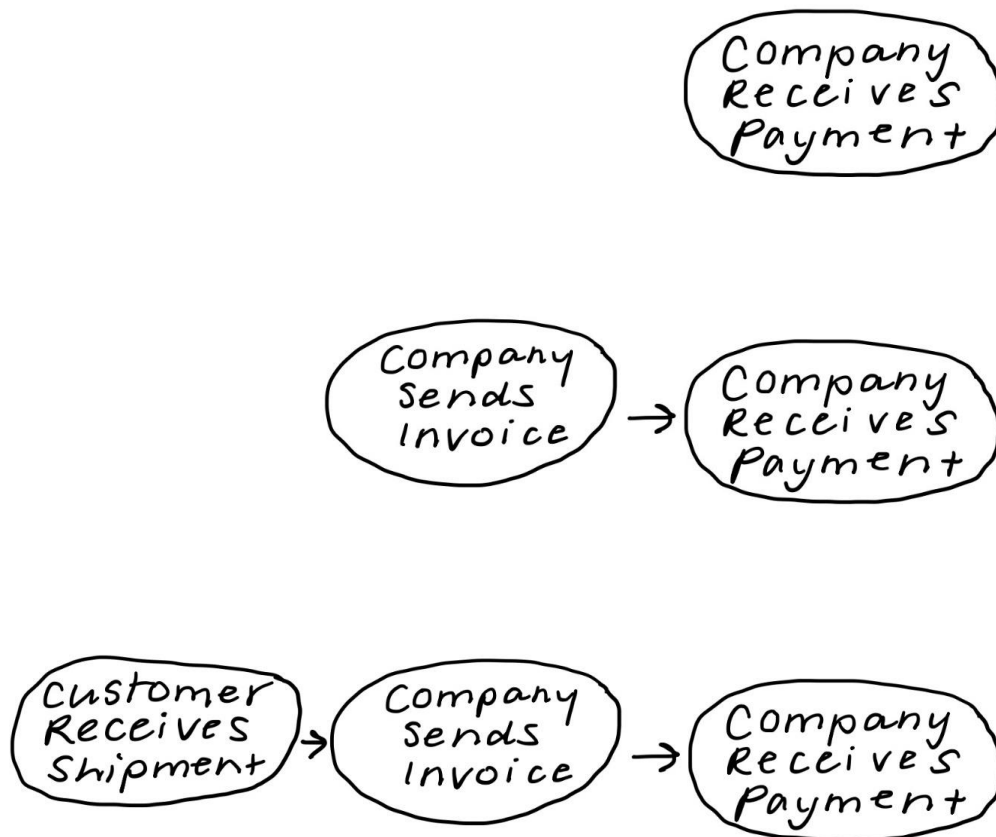 Company
Receives
Payment
Company
Sends
Invoice
Company
Receives
Payment
Customer
Receives
Shipment
Company
Sends
Invoice
Company
Receives
Payment